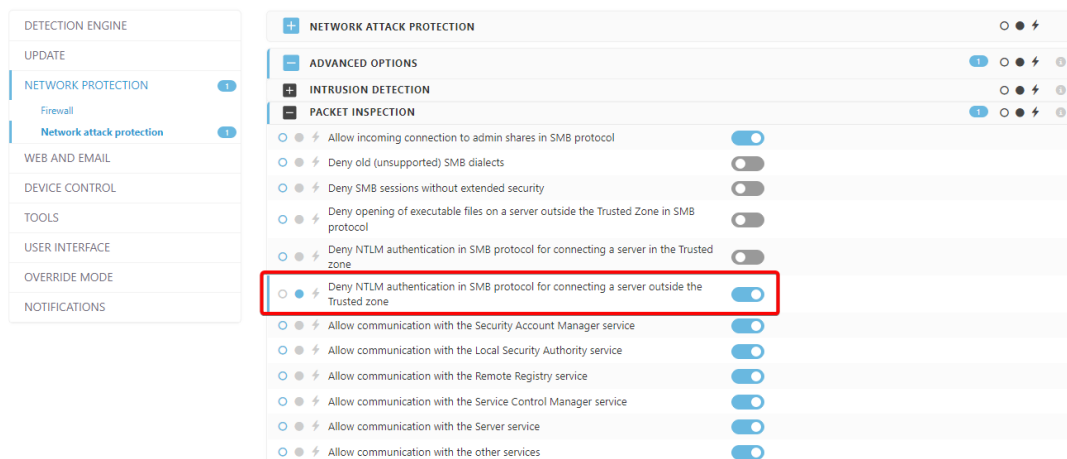 DETECTION ENGINE
UPDATE
NETWORK PROTECTION 1
Firewall
Network attack protection 1
WEB AND EMAIL
DEVICE CONTROL
TOOLS
USER INTERFACE
OVERRIDE MODE
NOTIFICATIONS
NETWORK ATTACK PROTECTION
ADVANCED OPTIONS 1
INTRUSION DETECTION
PACKET INSPECTION 1
Allow incoming connection to admin shares in SMB protocol
Deny old (unsupported) SMB dialects
Deny SMB sessions without extended security
Deny opening of executable files on a server outside the Trusted Zone in SMB
protocol
Deny NTLM authentication in SMB protocol for connecting a server in the Trusted
zone
Deny NTLM authentication in SMB protocol for connecting a server outside the
Trusted zone
Allow communication with the Security Account Manager service
Allow communication with the Local Security Authority service
Allow communication with the Remote Registry service
Allow communication with the Service Control Manager service
Allow communication with the Server service
Allow communication with the other services